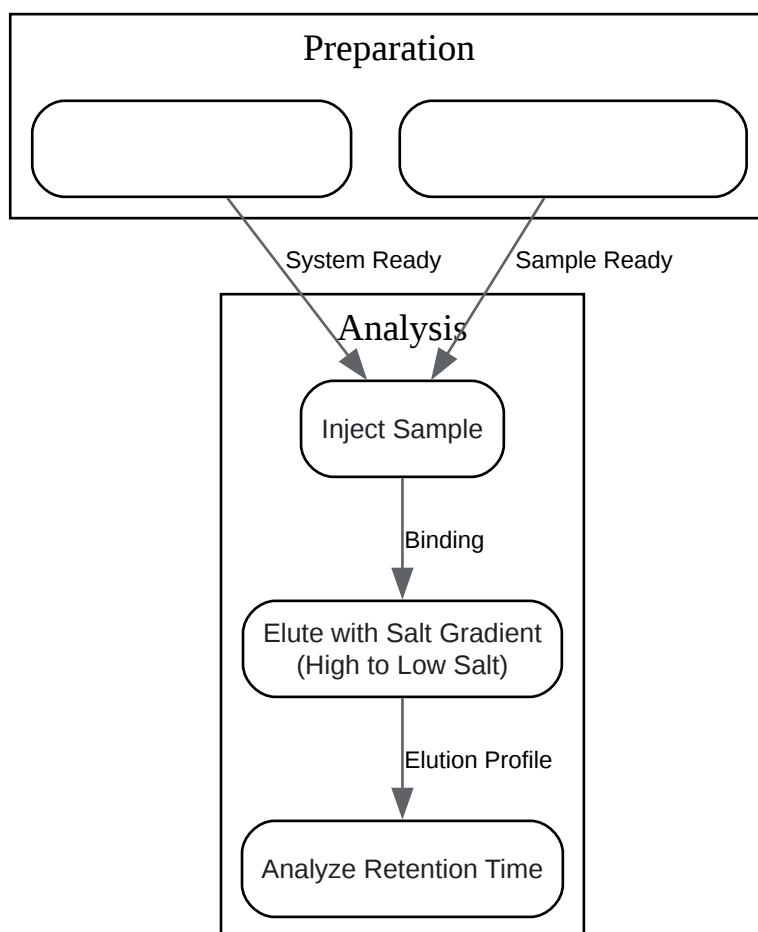 Preparation
System Ready
Sample Ready
Analysis
Inject Sample
Binding
Elute with Salt Gradient
(High to Low Salt)
Elution Profile
Analyze Retention Time